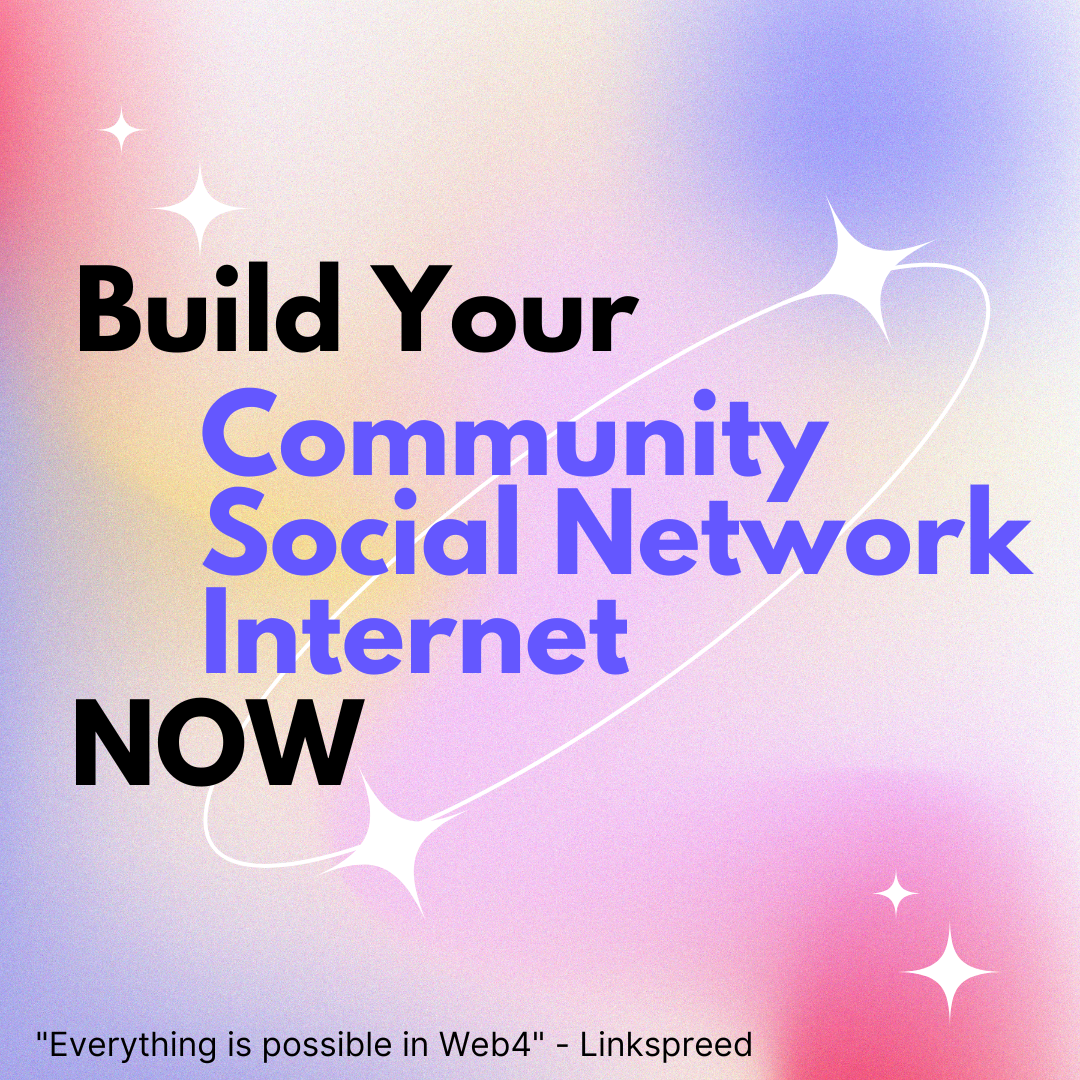 Build Your
Community
Social Network
Internet
NOW
"Everything is possible in Web4" - Linkspreed